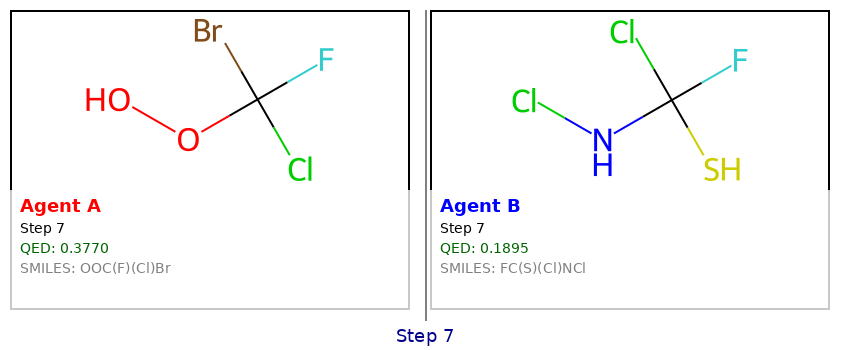 Br
F
HO
O
Cl
Agent A
Step 7
QED: 0.3770
SMILES: OOC(F)(Cl)Br
Cl
F
Cl
N
H
SH
Agent B
Step 7
QED: 0.1895
SMILES: FC(S)(Cl)NCl
Step 7